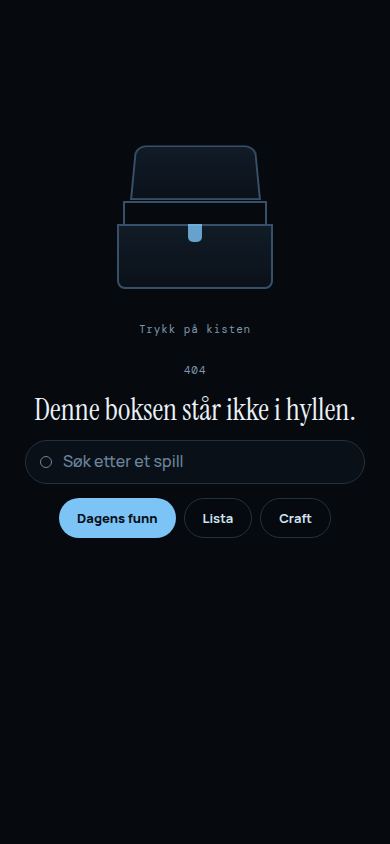 Trykk på kisten
404
Denne boksen står ikke i hyllen.
Søk etter et spill
Dagens funn
Lista
Craft